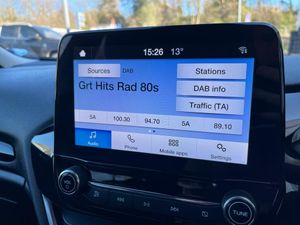 15:26 13°
Sources DAB
Stations
Grt Hits Rad 80s
DAB info
Traffic (TA)
5A 100.30 94.70 5A 89.10
Audio Phone Mobile apps Settings
VOL TUNE